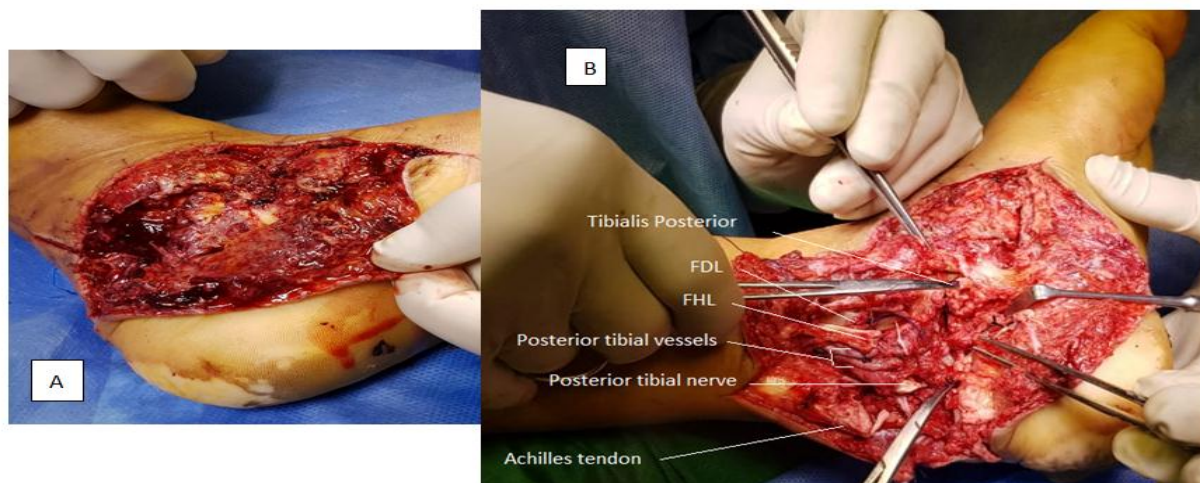 A
B
Tibialis Posterior
FDL
FHL
Posterior tibial vessels
Posterior tibial nerve
Achilles tendon